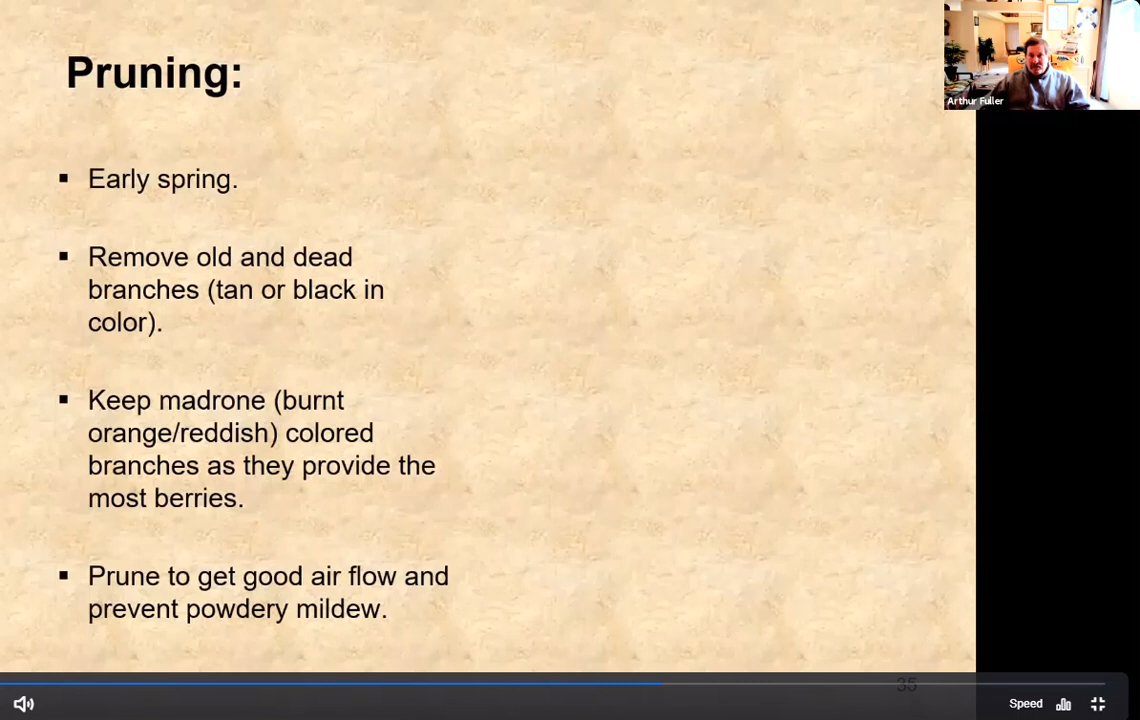 Pruning:
Arthur Fuller
▪ Early spring.
▪ Remove old and dead
branches (tan or black in
color).
▪ Keep madrone (burnt
orange/reddish) colored
branches as they provide the
most berries.
▪ Prune to get good air flow and
prevent powdery mildew.
35
Speed